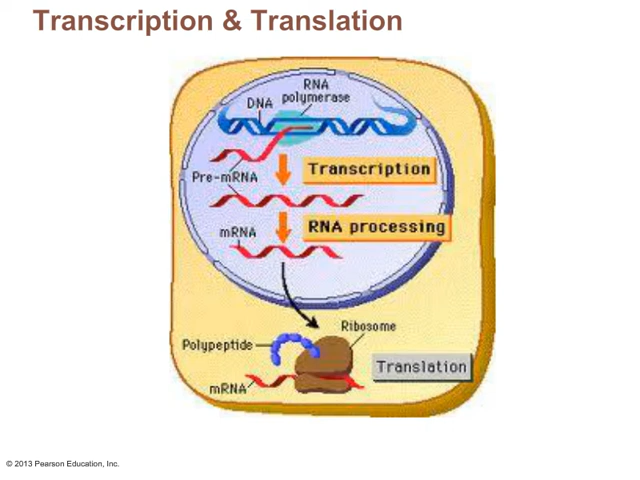 Transcription & Translation
RNA
polymerase
DNA
Transcription
Pre-mRNA
RNA processing
mRNA
Ribosome
Polypeptide
Translation
mRNA
© 2013 Pearson Education, Inc.